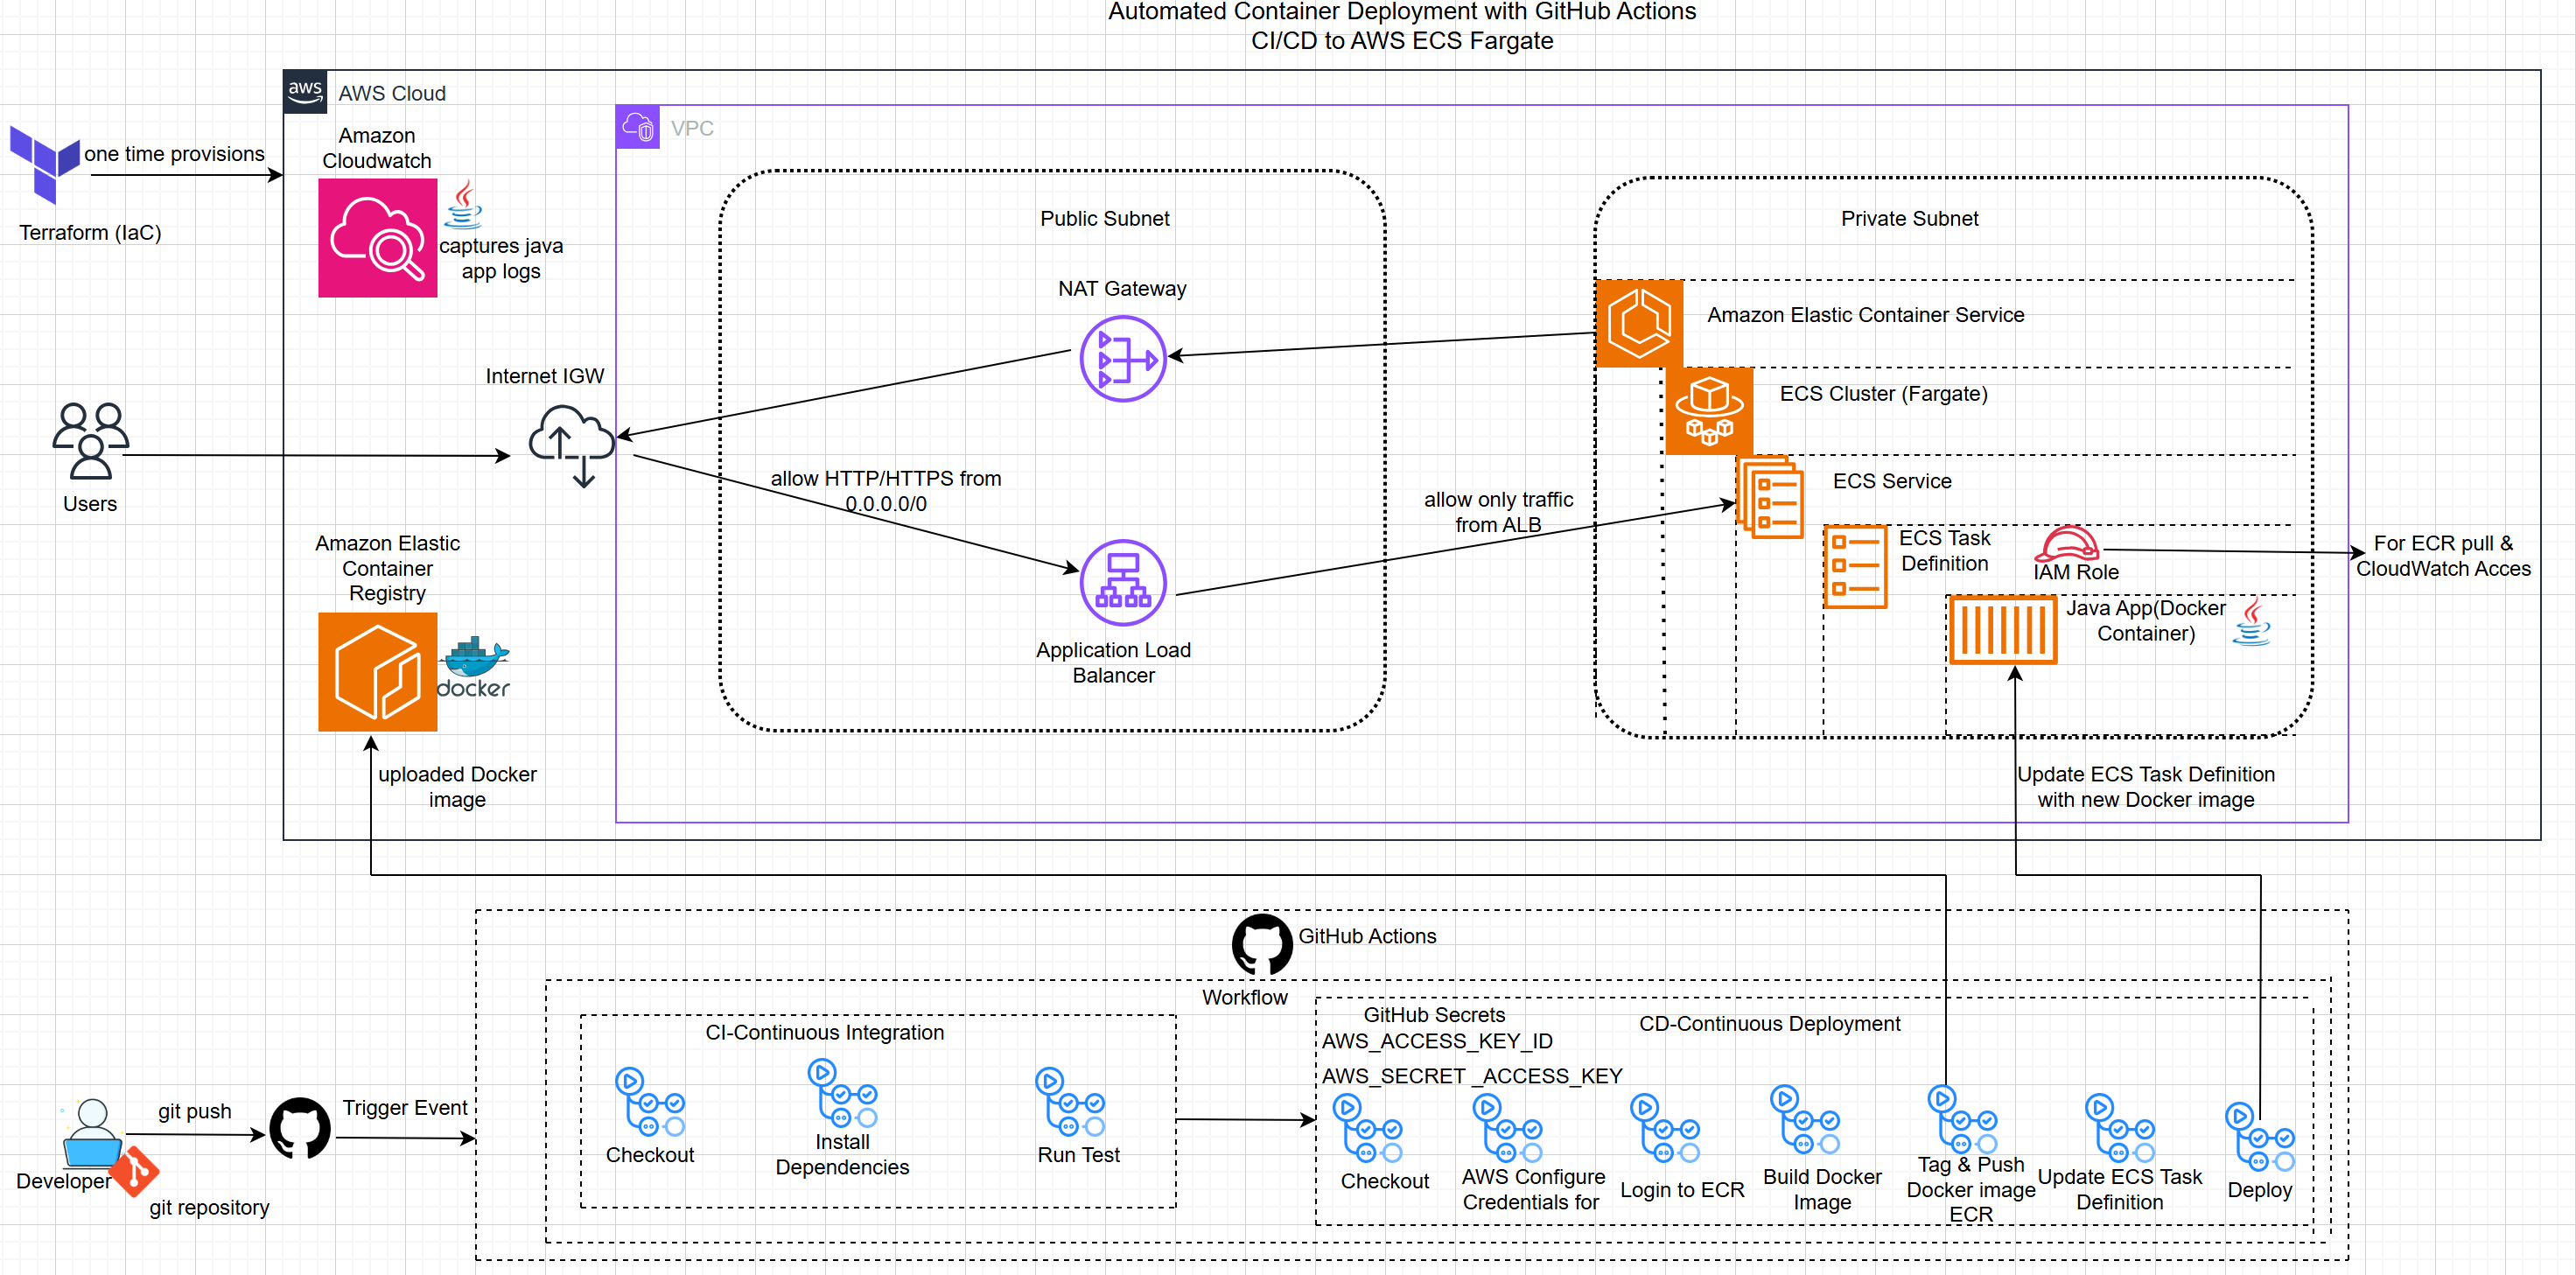 Automated Container Deployment with GitHub Actions
CI/CD to AWS ECS Fargate
aws
AWS Cloud
VPC
Amazon
Cloudwatch
captures java
app logs
one time provisions
Terraform (IaC)
Public Subnet
Private Subnet
NAT Gateway
Amazon Elastic Container Service
Internet IGW
ECS Cluster (Fargate)
Users
allow HTTP/HTTPS from
0.0.0.0/0
allow only traffic
from ALB
ECS Service
ECS Task
Definition
IAM Role
For ECR pull &
CloudWatch Acces
Amazon Elastic
Container
Registry
docker
Java App(Docker
Container)
Application Load
Balancer
uploaded Docker
image
Update ECS Task Definition
with new Docker image
GitHub Actions
Workflow
CI-Continuous Integration
GitHub Secrets
AWS_ACCESS_KEY_ID
AWS_SECRET _ACCESS_KEY
CD-Continuous Deployment
git push
Trigger Event
Developer
git repository
Checkout
Install
Dependencies
Run Test
Checkout
AWS Configure
Credentials for
Login to ECR
Build Docker
Image
Tag & Push
Docker image
ECR
Update ECS Task
Definition
Deploy